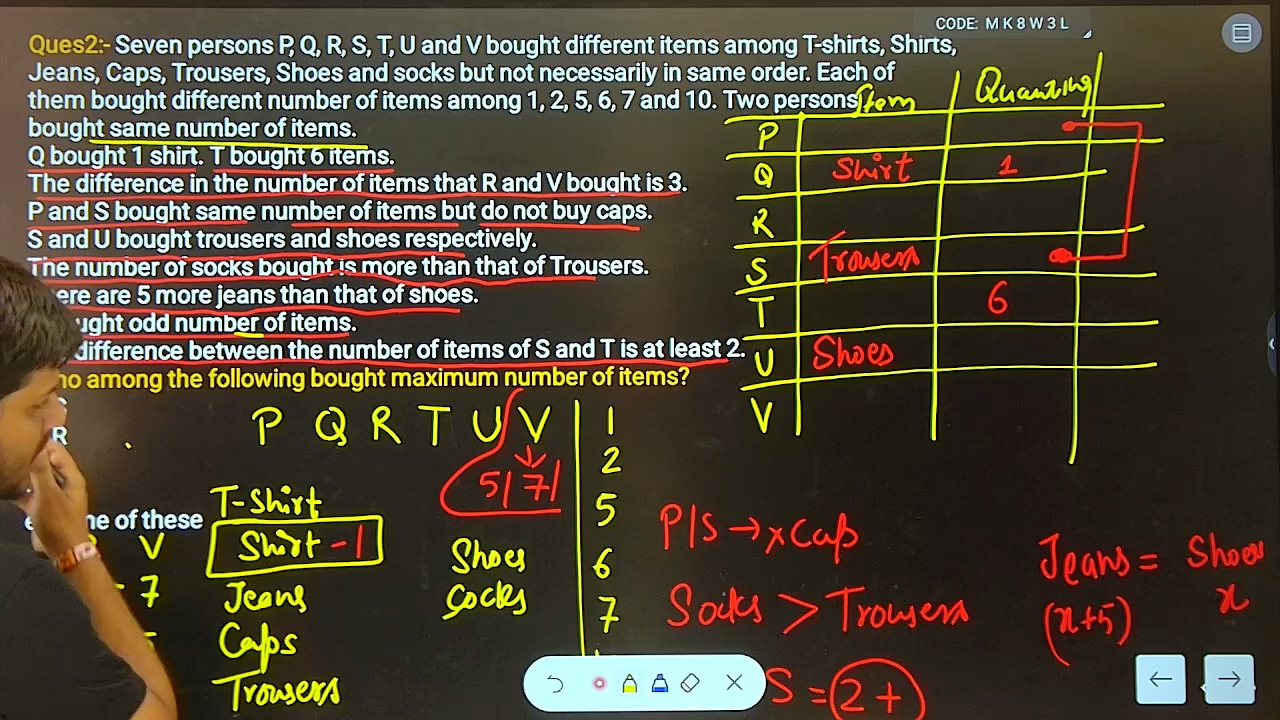 CODE: M K 8 W 3 L
Ques2:- Seven persons P, Q, R, S, T, U and V bought different items among T-shirts, Shirts,
Jeans, Caps, Trousers, Shoes and socks but not necessarily in same order. Each of
them bought different number of items among 1, 2, 5, 6, 7 and 10. Two persons
bought same number of items.
Q bought 1 shirt. T bought 6 items.
The difference in the number of items that R and V bought is 3.
P and S bought same number of items but do not buy caps.
S and U bought trousers and shoes respectively.
The number of socks bought is more than that of Trousers.
ere are 5 more jeans than that of shoes.
ught odd number of items.
difference between the number of items of S and T is at least 2.
no among the following bought maximum number of items?
R
ne of these
Item Quantity
P
Q Shirt 1
R
S Trousers
T 6
U Shoes
V
P Q R T U V
5/ 7/
1
2
5
6
7
T-Shirt
Shirt - 1
Jeans
Caps
Trousers
Shoes
Socks
V
7
P/S → x Caps
Socks > Trousers
S = 2 +
Jeans = Shoes
(x+5) x